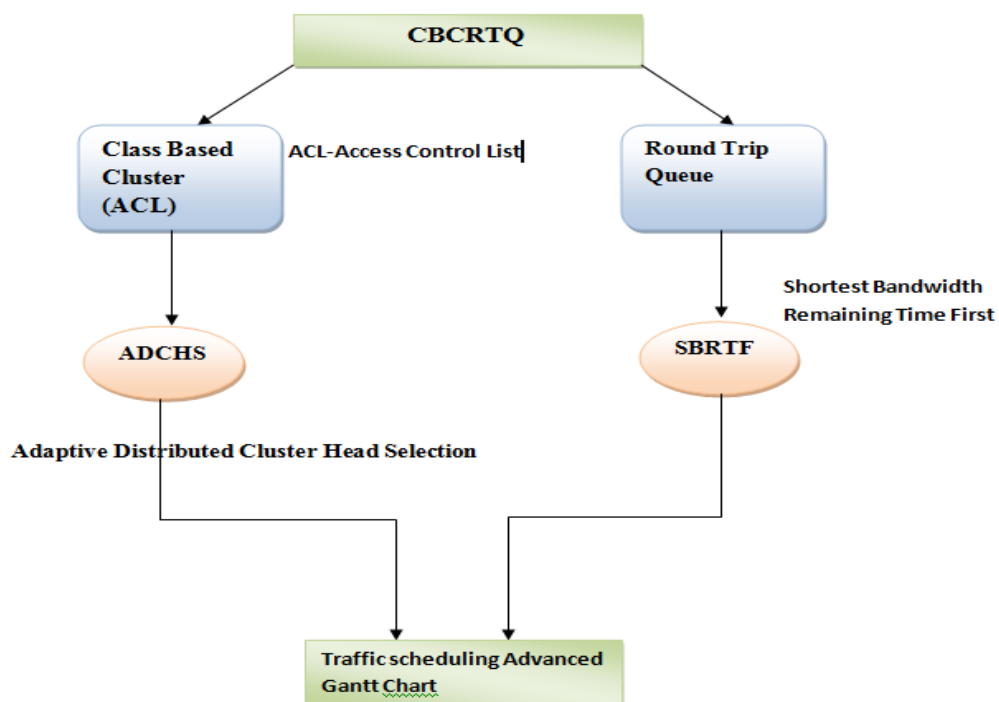 CBCRTQ
Class Based
Cluster
(ACL)
ACL-Access Control List
Round Trip
Queue
Shortest Bandwidth
Remaining Time First
ADCHS
SBRTF
Adaptive Distributed Cluster Head Selection
Traffic scheduling Advanced
Gantt Chart